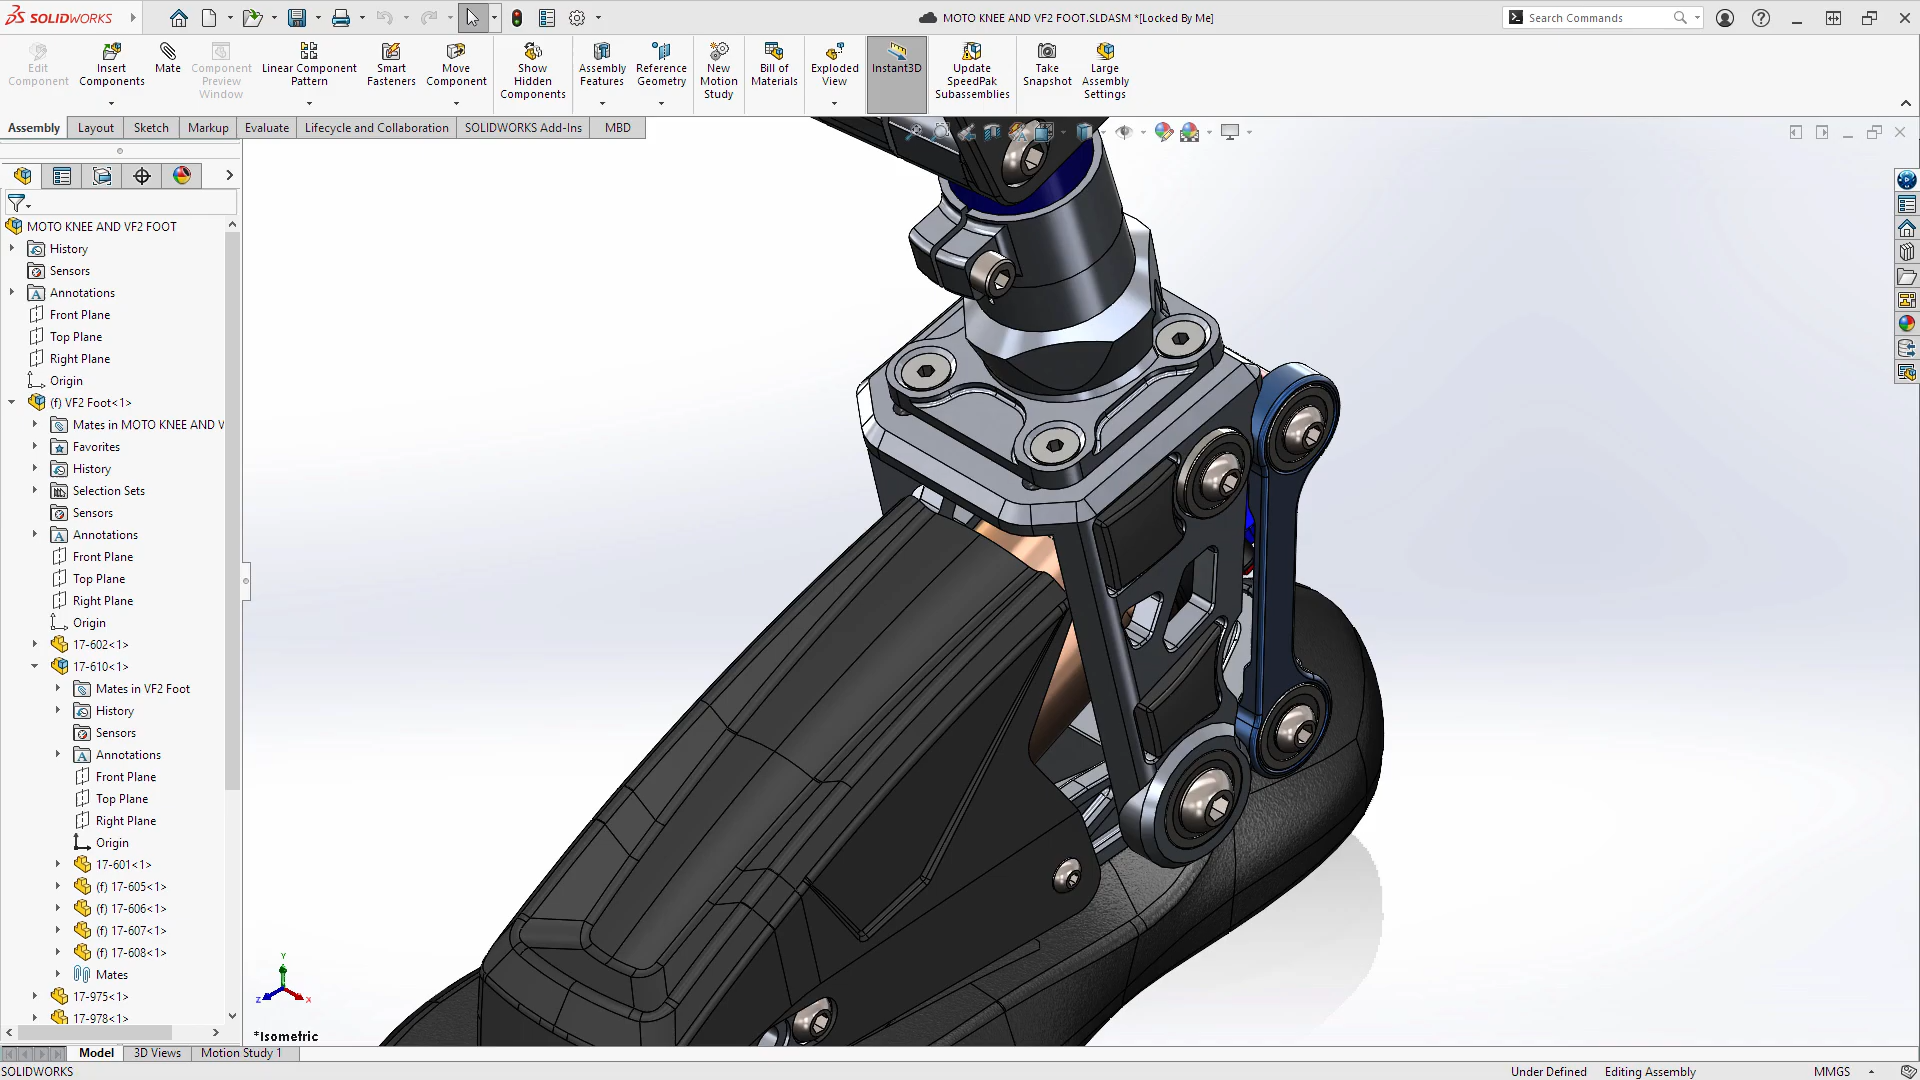 SOLIDWORKS
MOTO KNEE AND VF2 FOOT.SLDASM *[Locked By Me]
Search Commands
Edit Component
Insert Components
Mate
Component Preview Window
Linear Component Pattern
Smart Fasteners
Move Component
Show Hidden Components
Assembly Features
Reference Geometry
New Motion Study
Bill of Materials
Exploded View
Instant3D
Update SpeedPak Subassemblies
Take Snapshot
Large Assembly Settings
Assembly
Layout
Sketch
Markup
Evaluate
Lifecycle and Collaboration
SOLIDWORKS Add-Ins
MBD
MOTO KNEE AND VF2 FOOT
History
Sensors
Annotations
Front Plane
Top Plane
Right Plane
Origin
(f) VF2 Foot<1>
Mates in MOTO KNEE AND V
Favorites
History
Selection Sets
Sensors
Annotations
Front Plane
Top Plane
Right Plane
Origin
17-602<1>
17-610<1>
Mates in VF2 Foot
History
Sensors
Annotations
Front Plane
Top Plane
Right Plane
Origin
17-601<1>
(f) 17-605<1>
(f) 17-606<1>
(f) 17-607<1>
(f) 17-608<1>
Mates
17-975<1>
17-978<1>
Y
Z
X
*Isometric
Model
3D Views
Motion Study 1
SOLIDWORKS
Under Defined
Editing Assembly
MMGS